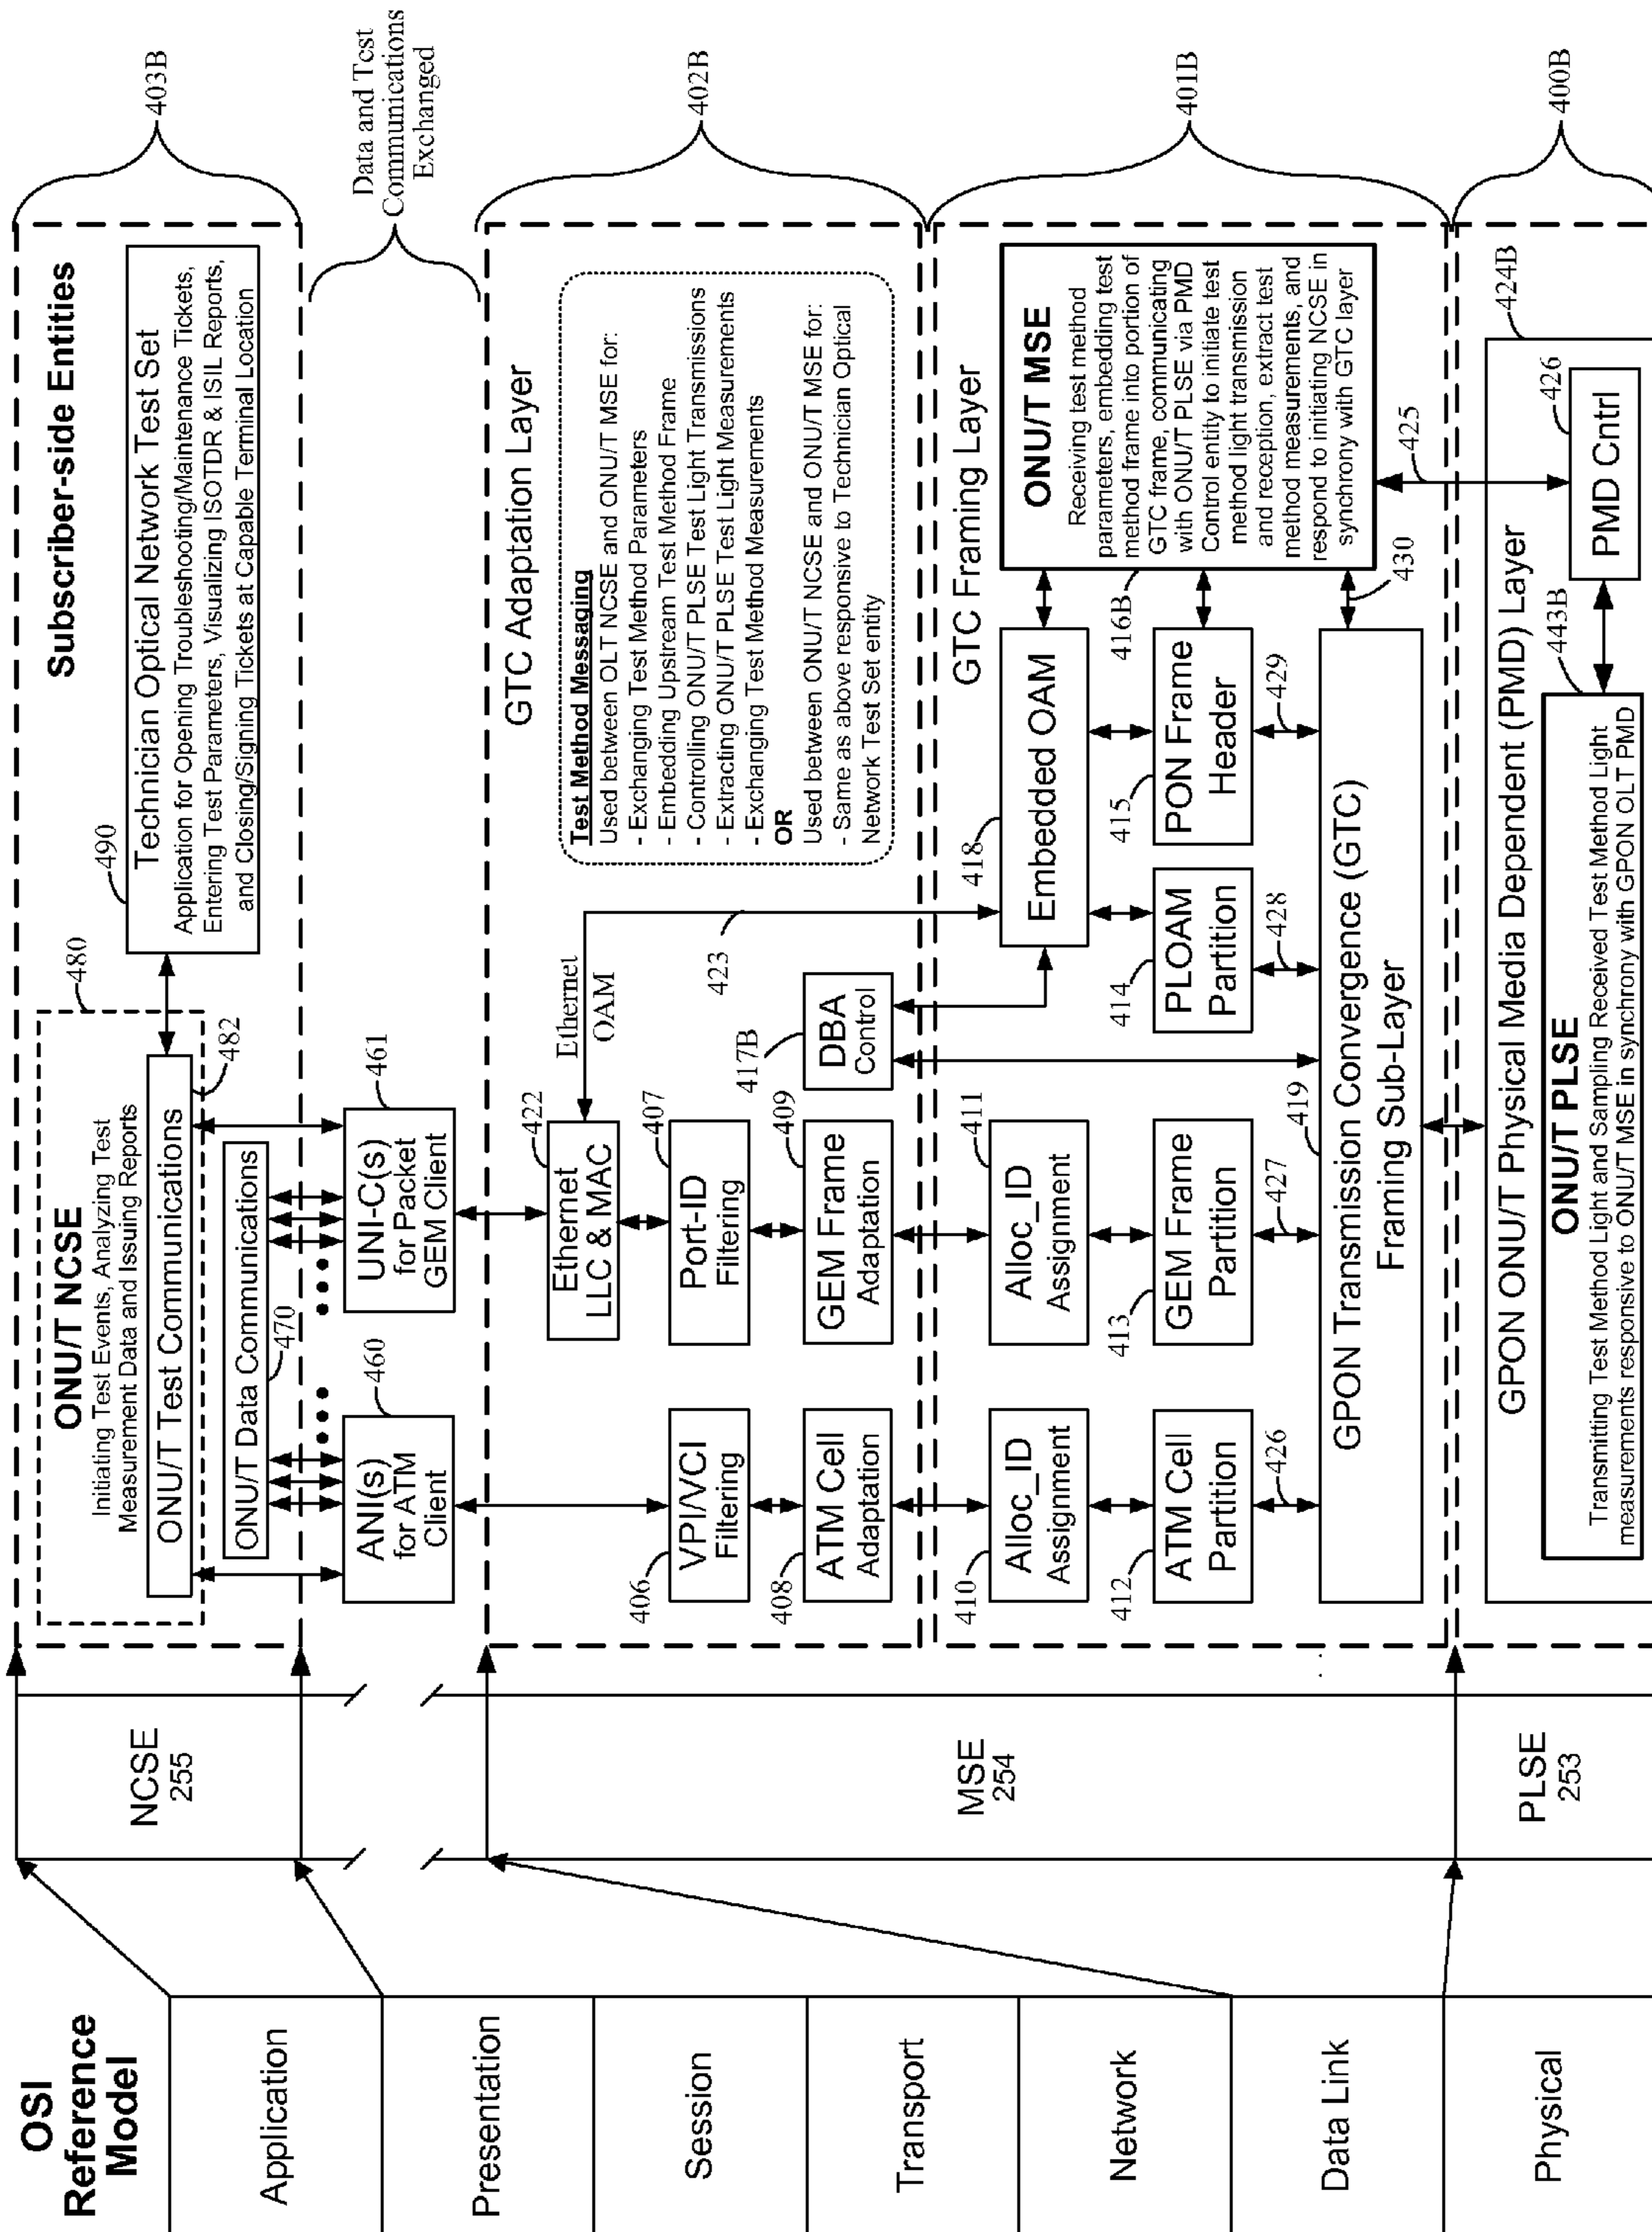 OSI
Reference
Model
Application
Presentation
Session
Transport
Network
Data Link
Physical
NCSE
255
MSE
254
PLSE
253
Subscriber-side Entities
403B
480
ONU/T NCSE
Initiating Test Events, Analyzing Test
Measurement Data and Issuing Reports
ONU/T Test Communications
482
490
Technician Optical Network Test Set
Application for Opening Troubleshooting/Maintenance Tickets,
Entering Test Parameters, Visualizing ISOTDR & ISIL Reports,
and Closing/Signing Tickets at Capable Terminal Location
ONU/T Data Communications
470
460
ANI(s)
for ATM
Client
461
UNI-C(s)
for Packet
GEM Client
Data and Test
Communications
Exchanged
GTC Adaptation Layer
402B
422
Ethernet
LLC & MAC
Ethernet
OAM
423
406
VPI/VCI
Filtering
407
Port-ID
Filtering
408
ATM Cell
Adaptation
409
GEM Frame
Adaptation
417B
DBA
Control
Test Method Messaging
Used between OLT NCSE and ONU/T MSE for:
- Exchanging Test Method Parameters
- Embedding Upstream Test Method Frame
- Controlling ONU/T PLSE Test Light Transmissions
- Extracting ONU/T PLSE Test Light Measurements
- Exchanging Test Method Measurements
OR
Used between ONU/T NCSE and ONU/T MSE for:
- Same as above responsive to Technician Optical
Network Test Set entity
GTC Framing Layer
401B
410
Alloc_ID
Assignment
411
Alloc_ID
Assignment
418
Embedded OAM
412
ATM Cell
Partition
413
GEM Frame
Partition
414
PLOAM
Partition
415
PON Frame
Header
416B
ONU/T MSE
Receiving test method
parameters, embedding test
method frame into portion of
GTC frame, communicating
with ONU/T PLSE via PMD
Control entity to initiate test
method light transmission
and reception, extract test
method measurements, and
respond to initiating NCSE in
synchrony with GTC layer
426
427
428
429
430
419
GPON Transmission Convergence (GTC)
Framing Sub-Layer
425
400B
424B
GPON ONU/T Physical Media Dependent (PMD) Layer
443B
ONU/T PLSE
Transmitting Test Method Light and Sampling Received Test Method Light
measurements responsive to ONU/T MSE in synchrony with GPON OLT PMD
426
PMD Cntrl